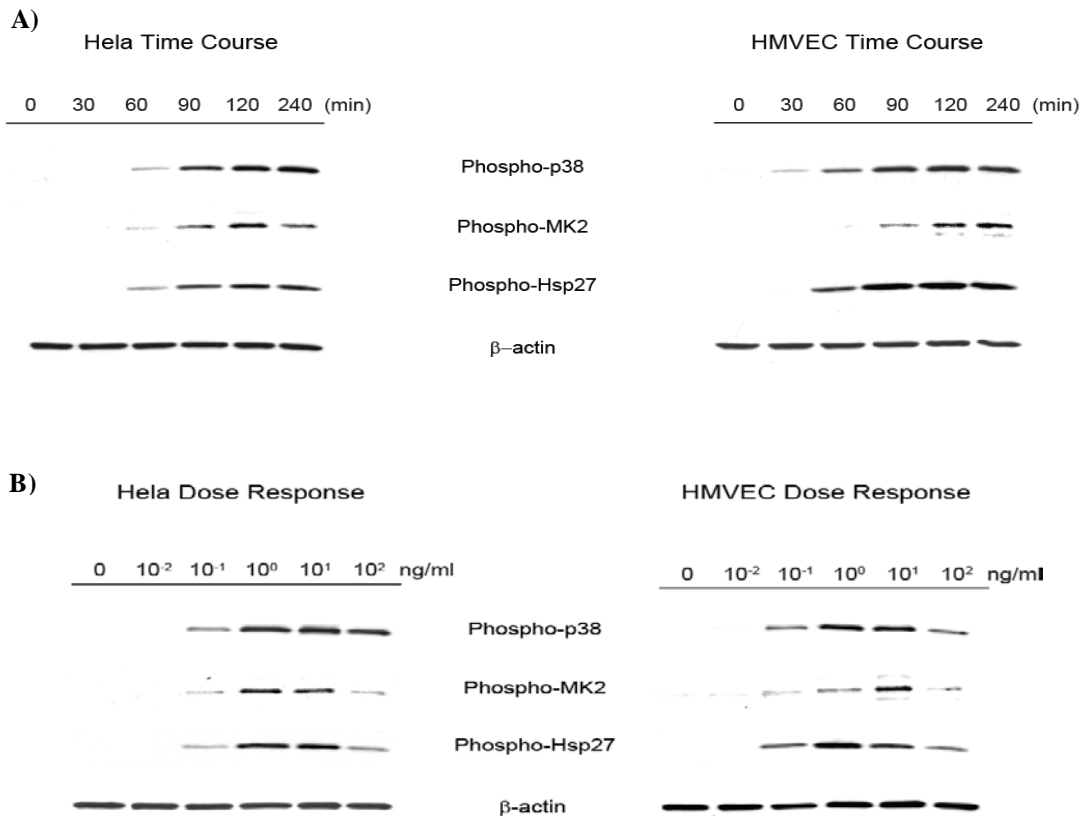 A)
Hela Time Course
HMVEC Time Course
0 30 60 90 120 240 (min)
0 30 60 90 120 240 (min)
Phospho-p38
Phospho-MK2
Phospho-Hsp27
β–actin
B)
Hela Dose Response
HMVEC Dose Response
0 10⁻² 10⁻¹ 10⁰ 10¹ 10² ng/ml
0 10⁻² 10⁻¹ 10⁰ 10¹ 10² ng/ml
Phospho-p38
Phospho-MK2
Phospho-Hsp27
β-actin